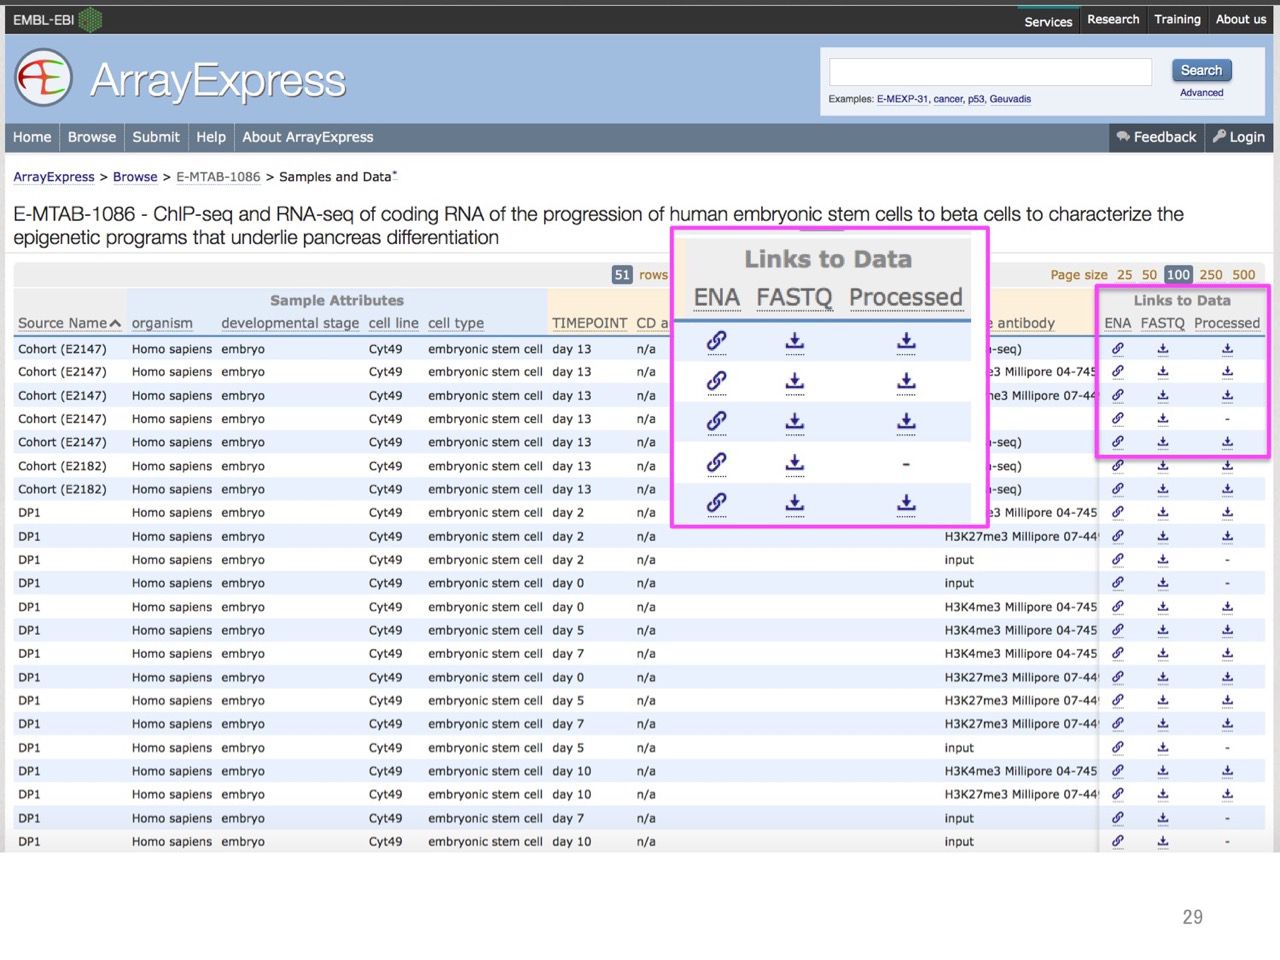 EMBL-EBI
Services Research Training About us
ArrayExpress
Search
Examples: E-MEXP-31, cancer, p53, Geuvadis Advanced
Home Browse Submit Help About ArrayExpress Feedback Login
ArrayExpress > Browse > E-MTAB-1086 > Samples and Data*
E-MTAB-1086 - ChIP-seq and RNA-seq of coding RNA of the progression of human embryonic stem cells to beta cells to characterize the
epigenetic programs that underlie pancreas differentiation
51 rows Page size 25 50 100 250 500
Sample Attributes Links to Data
Source Name organism developmental stage cell line cell type TIMEPOINT CD a e antibody ENA FASTQ Processed
Links to Data
ENA FASTQ Processed
-
Cohort (E2147) Homo sapiens embryo Cyt49 embryonic stem cell day 13 n/a -seq)
Cohort (E2147) Homo sapiens embryo Cyt49 embryonic stem cell day 13 n/a e3 Millipore 04-745
Cohort (E2147) Homo sapiens embryo Cyt49 embryonic stem cell day 13 n/a ne3 Millipore 07-44
Cohort (E2147) Homo sapiens embryo Cyt49 embryonic stem cell day 13 n/a -
Cohort (E2147) Homo sapiens embryo Cyt49 embryonic stem cell day 13 n/a -seq)
Cohort (E2182) Homo sapiens embryo Cyt49 embryonic stem cell day 13 n/a -seq)
Cohort (E2182) Homo sapiens embryo Cyt49 embryonic stem cell day 13 n/a -seq)
DP1 Homo sapiens embryo Cyt49 embryonic stem cell day 2 n/a e3 Millipore 04-745
DP1 Homo sapiens embryo Cyt49 embryonic stem cell day 2 n/a H3K27me3 Millipore 07-449
DP1 Homo sapiens embryo Cyt49 embryonic stem cell day 2 n/a input -
DP1 Homo sapiens embryo Cyt49 embryonic stem cell day 0 n/a input -
DP1 Homo sapiens embryo Cyt49 embryonic stem cell day 0 n/a H3K4me3 Millipore 04-745
DP1 Homo sapiens embryo Cyt49 embryonic stem cell day 5 n/a H3K4me3 Millipore 04-745
DP1 Homo sapiens embryo Cyt49 embryonic stem cell day 7 n/a H3K4me3 Millipore 04-745
DP1 Homo sapiens embryo Cyt49 embryonic stem cell day 0 n/a H3K27me3 Millipore 07-449
DP1 Homo sapiens embryo Cyt49 embryonic stem cell day 5 n/a H3K27me3 Millipore 07-449
DP1 Homo sapiens embryo Cyt49 embryonic stem cell day 7 n/a H3K27me3 Millipore 07-449
DP1 Homo sapiens embryo Cyt49 embryonic stem cell day 5 n/a input -
DP1 Homo sapiens embryo Cyt49 embryonic stem cell day 10 n/a H3K4me3 Millipore 04-745
DP1 Homo sapiens embryo Cyt49 embryonic stem cell day 10 n/a H3K27me3 Millipore 07-449
DP1 Homo sapiens embryo Cyt49 embryonic stem cell day 7 n/a input -
DP1 Homo sapiens embryo Cyt49 embryonic stem cell day 10 n/a input -
29